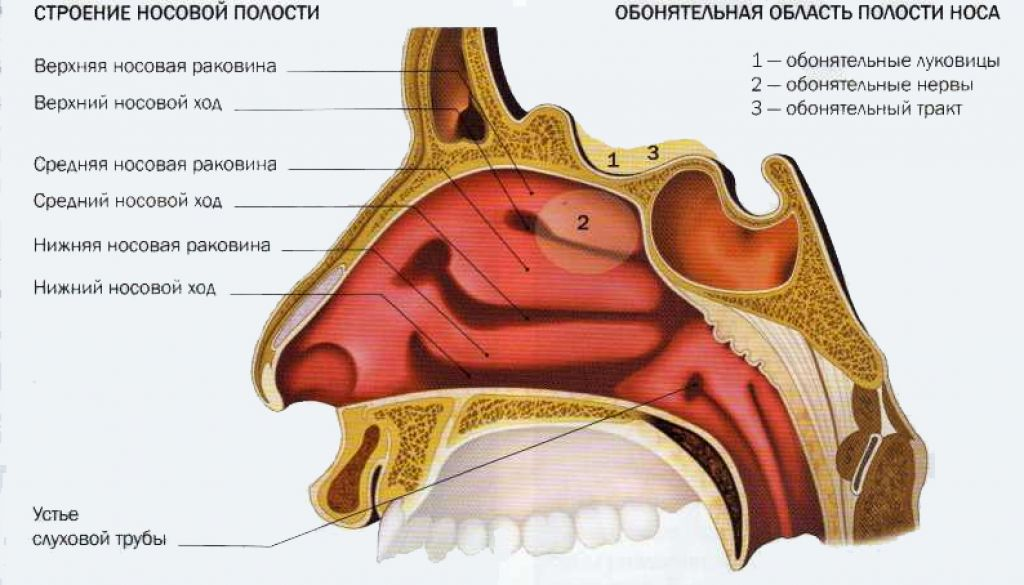 СТРОЕНИЕ НОСОВОЙ ПОЛОСТИ
ОБОНЯТЕЛЬНАЯ ОБЛАСТЬ ПОЛОСТИ НОСА
Верхняя носовая раковина
Верхний носовой ход
Средняя носовая раковина
Средний носовой ход
Нижняя носовая раковина
Нижний носовой ход
Устье
слуховой трубы
1 — обонятельные луковицы
2 — обонятельные нервы
3 — обонятельный тракт
1
3
2